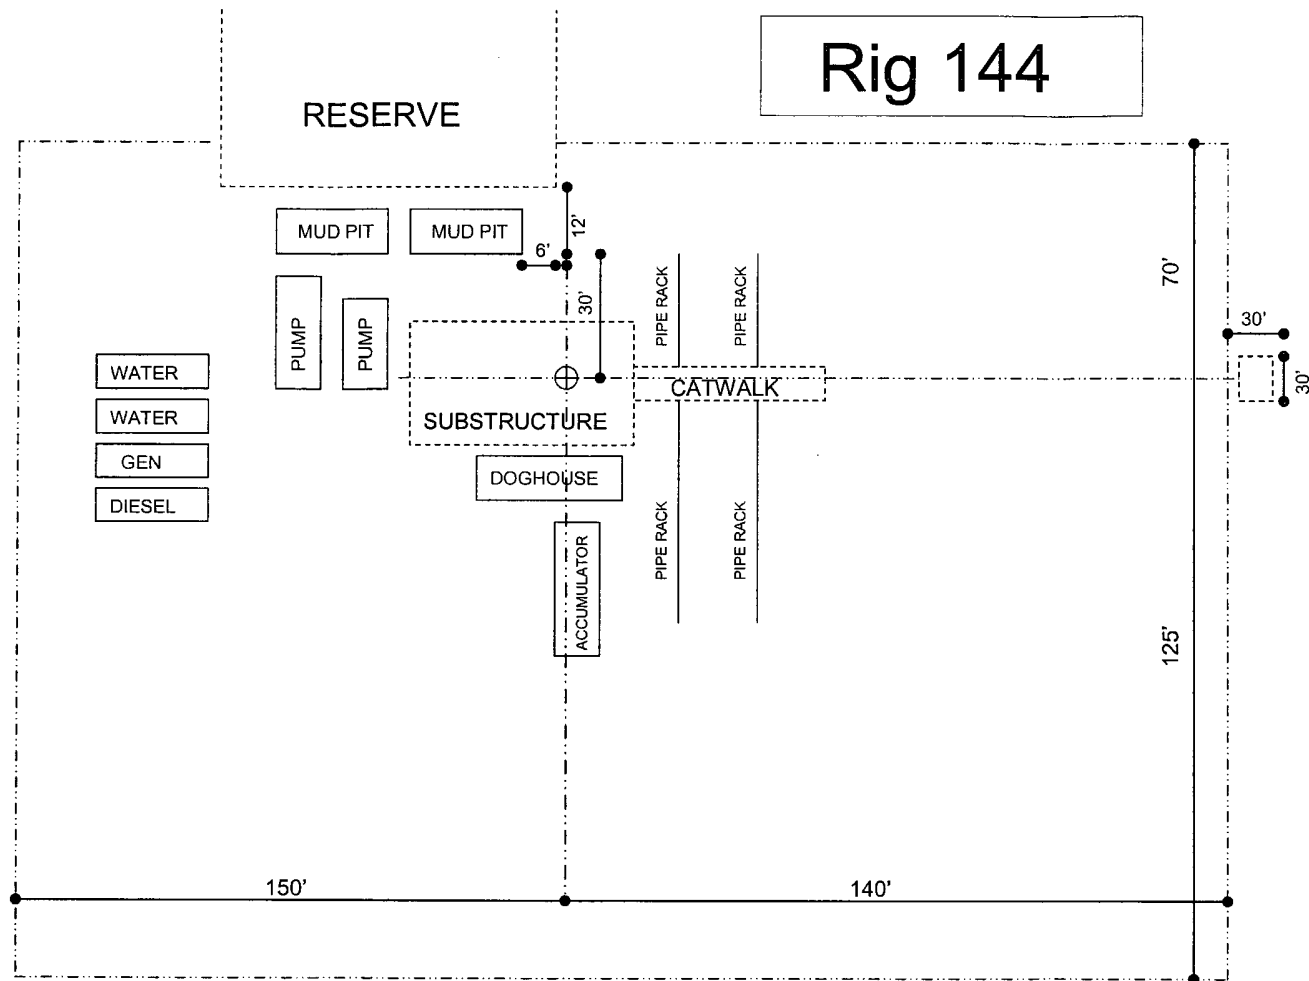 Rig 144
RESERVE
MUD PIT
MUD PIT
12'
6'
30'
PIPE RACK
PIPE RACK
70'
PUMP
PUMP
30'
30'
WATER
WATER
GEN
DIESEL
CATWALK
SUBSTRUCTURE
DOGHOUSE
PIPE RACK
PIPE RACK
ACCUMULATOR
125'
150'
140'